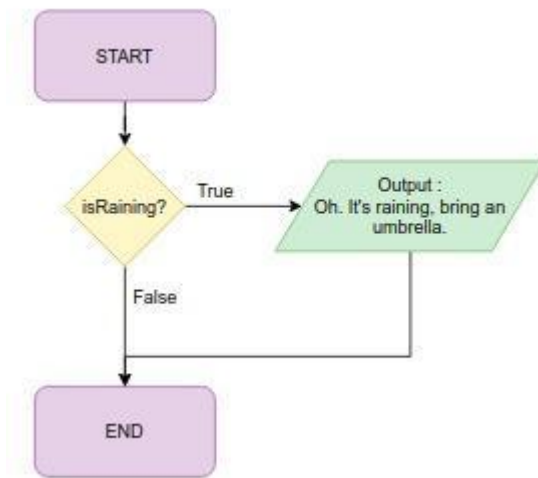 START
isRaining?
True
Output :
Oh. It's raining, bring an
umbrella.
False
END